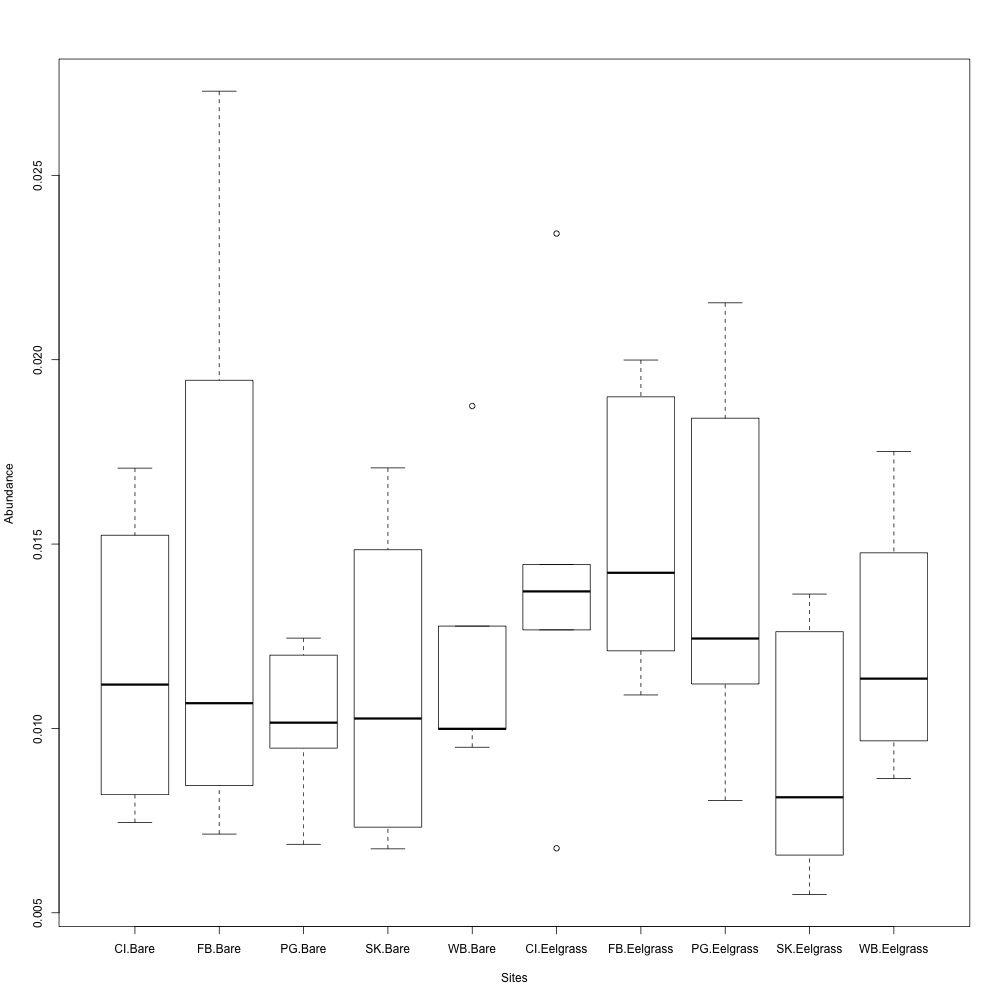 0.025
0.020
0.015
0.010
0.005
Abundance
CI.Bare FB.Bare PG.Bare SK.Bare WB.Bare CI.Eelgrass FB.Eelgrass PG.Eelgrass SK.Eelgrass WB.Eelgrass
Sites